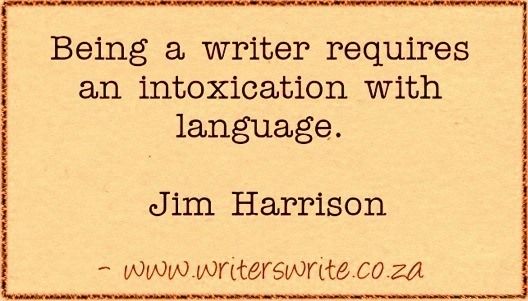 Being a writer requires
an intoxication with
language.
Jim Harrison
- www.writerswrite.co.za